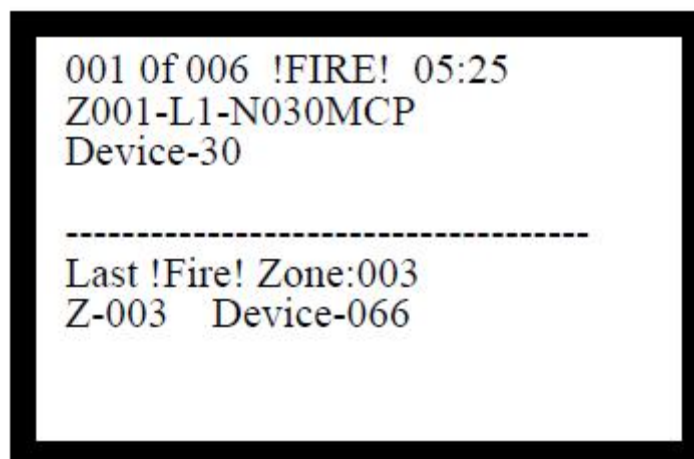 001 0f 006 !FIRE! 05:25
Z001-L1-N030MCP
Device-30
-------------------------------------
Last !Fire! Zone:003
Z-003 Device-066